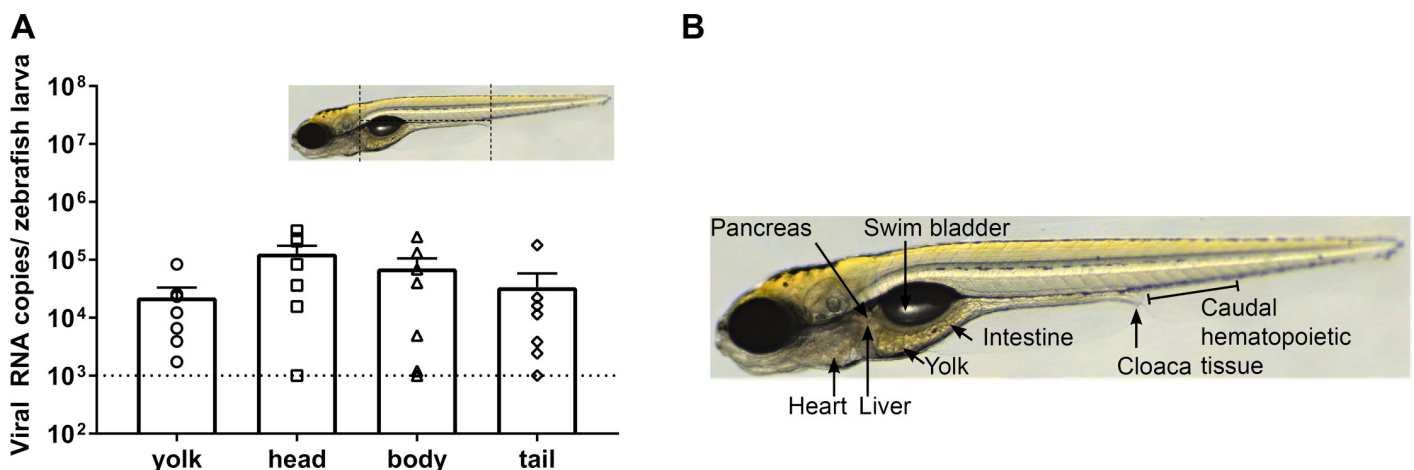 A
Viral RNA copies/ zebrafish larva
10⁸
10⁷
10⁶
10⁵
10⁴
10³
10²
yolk head body tail
B
Pancreas Swim bladder
Intestine
Yolk
Heart Liver
Cloaca
Caudal
hematopoietic
tissue